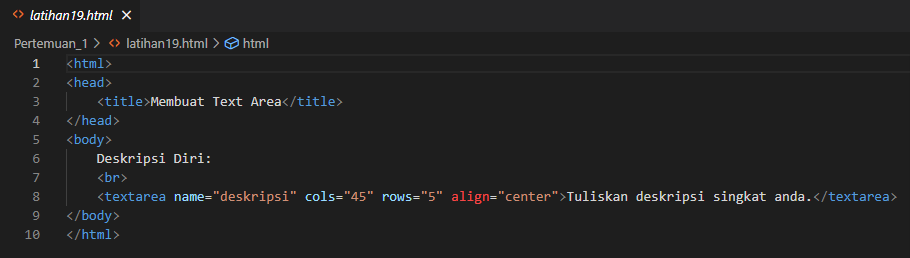 latihan19.html
Pertemuan_1 > latihan19.html > html
1 <html>
2 <head>
3 <title>Membuat Text Area</title>
4 </head>
5 <body>
6 Deskripsi Diri:
7 <br>
8 <textarea name="deskripsi" cols="45" rows="5" align="center">Tuliskan deskripsi singkat anda.</textarea>
9 </body>
10 </html>